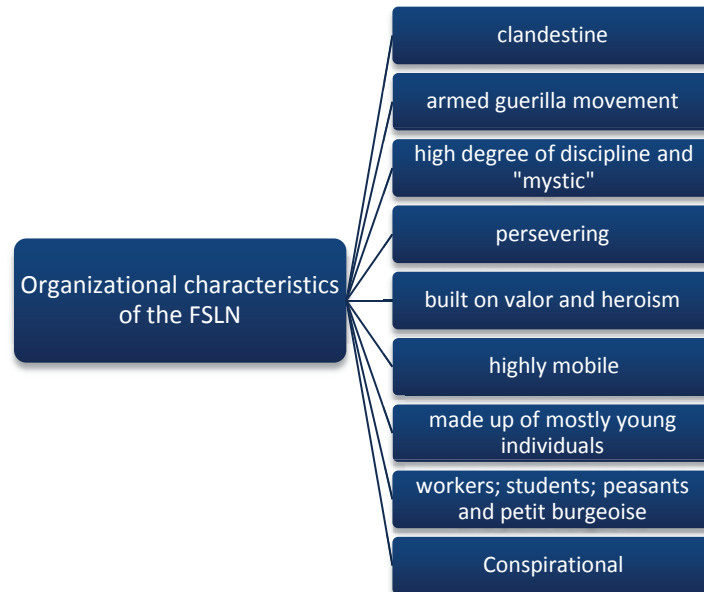 clandestine
armed guerilla movement
high degree of discipline and
"mystic"
persevering
Organizational characteristics
of the FSLN
built on valor and heroism
highly mobile
made up of mostly young
individuals
workers; students; peasants
and petit burgeoise
Conspirational